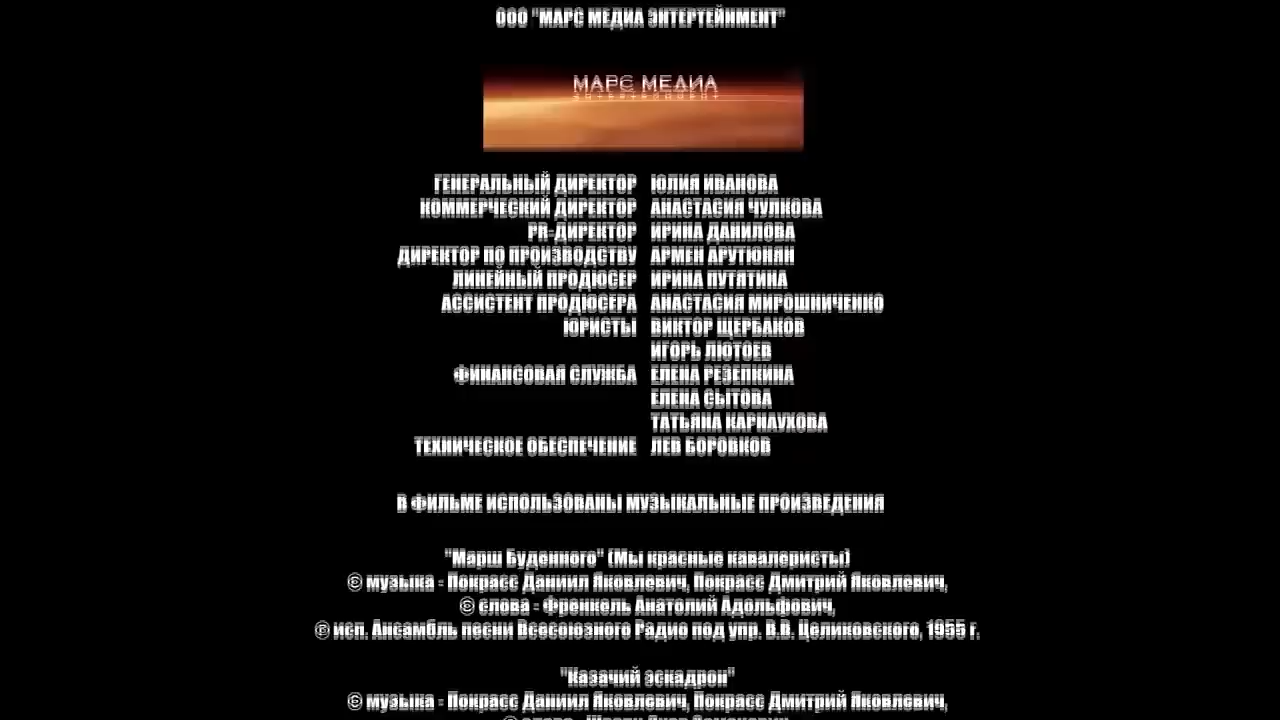 ООО "МАРС МЕДИА ЭНТЕРТЕЙНМЕНТ"
МАРС МЕДИА
ГЕНЕРАЛЬНЫЙ ДИРЕКТОР ЮЛИЯ ИВАНОВА
КОММЕРЧЕСКИЙ ДИРЕКТОР АНАСТАСИЯ ЧУЛКОВА
PR-ДИРЕКТОР ИРИНА ДАНИЛОВА
ДИРЕКТОР ПО ПРОИЗВОДСТВУ АРМЕН АРУТЮНЯН
ЛИНЕЙНЫЙ ПРОДЮСЕР ИРИНА ПУТЯТИНА
АССИСТЕНТ ПРОДЮСЕРА АНАСТАСИЯ МИРОШНИЧЕНКО
ЮРИСТЫ ВИКТОР ЩЕРБАКОВ
ИГОРЬ ЛЮТОЕВ
ФИНАНСОВАЯ СЛУЖБА ЕЛЕНА РЕЗЕПКИНА
ЕЛЕНА СЫТОВА
ТАТЬЯНА КАРНАУХОВА
ТЕХНИЧЕСКОЕ ОБЕСПЕЧЕНИЕ ЛЕВ БОРОВКОВ
В ФИЛЬМЕ ИСПОЛЬЗОВАНЫ МУЗЫКАЛЬНЫЕ ПРОИЗВЕДЕНИЯ
"Марш Буденного" (Мы красные кавалеристы)
© музыка - Покрасс Даниил Яковлевич, Покрасс Дмитрий Яковлевич,
© слова - Френкель Анатолий Адольфович,
℗ исп. Ансамбль песни Всесоюзного Радио под упр. В.В. Целиковского, 1955 г.
"Казачий эскадрон"
© музыка - Покрасс Даниил Яковлевич, Покрасс Дмитрий Яковлевич,